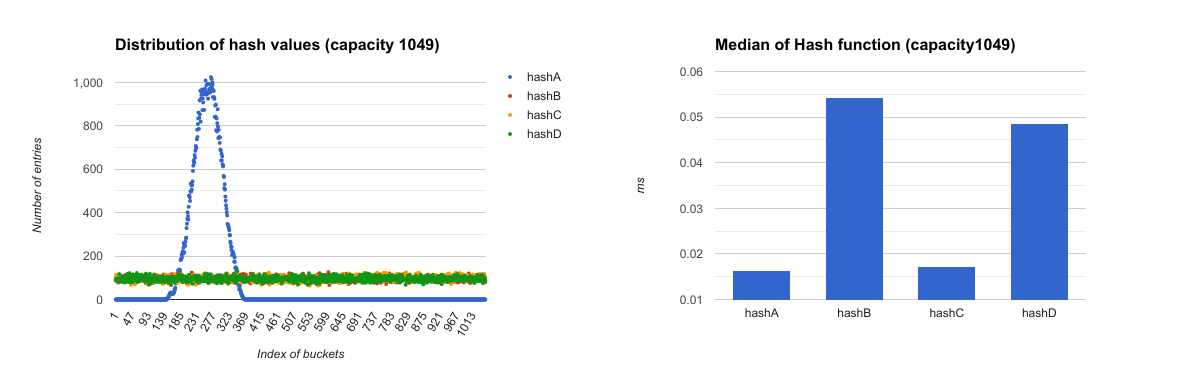 Distribution of hash values (capacity 1049)
1,000
800
600
400
200
0
Number of entries
1
47
93
139
185
231
277
323
369
415
461
507
553
599
645
691
737
783
829
875
921
967
1013
Index of buckets
hashA
hashB
hashC
hashD
Median of Hash function (capacity1049)
0.06
0.05
0.04
0.03
0.02
0.01
ms
hashA
hashB
hashC
hashD